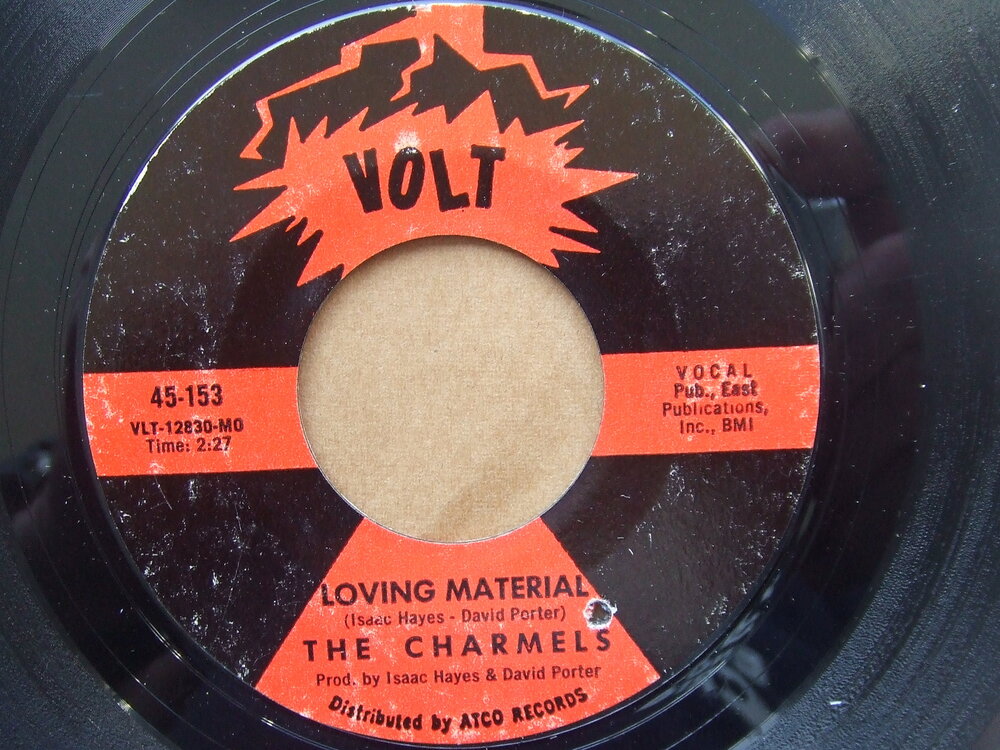 VOLT
45-153
VLT-12830-MO
Time: 2:27
VOCAL
Pub., East
Publications,
Inc., BMI
LOVING MATERIAL
(Isaac Hayes - David Porter)
THE CHARMELS
Prod. by Isaac Hayes & David Porter
Distributed by ATCO RECORDS